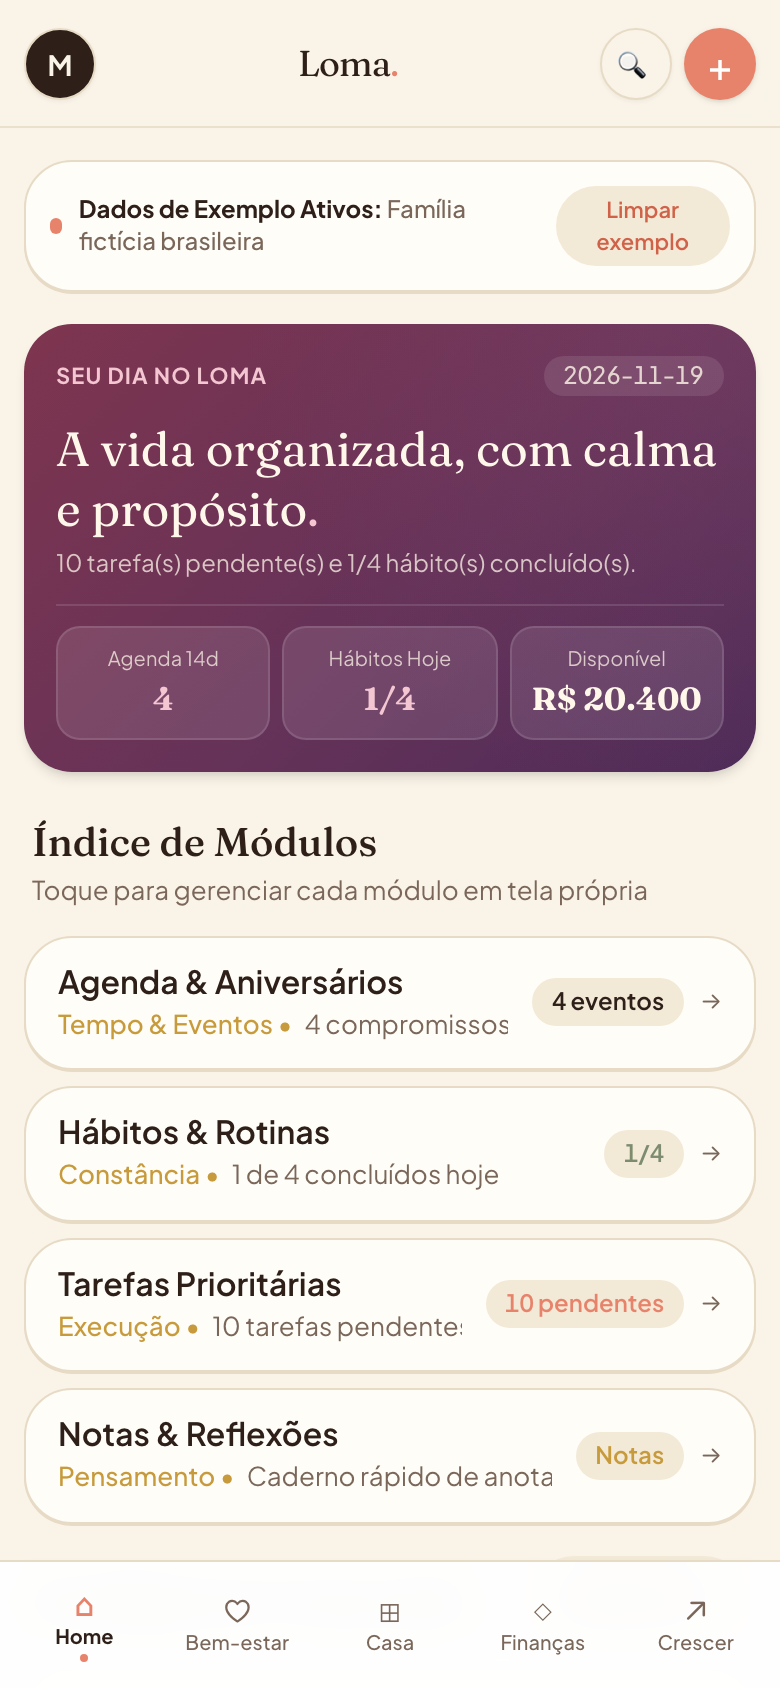 M
Loma.
+
Dados de Exemplo Ativos: Família
fictícia brasileira
Limpar
exemplo
SEU DIA NO LOMA
2026-11-19
A vida organizada, com calma
e propósito.
10 tarefa(s) pendente(s) e 1/4 hábito(s) concluído(s).
Agenda 14d
4
Hábitos Hoje
1/4
Disponível
R$ 20.400
Índice de Módulos
Toque para gerenciar cada módulo em tela própria
Agenda & Aniversários
Tempo & Eventos • 4 compromissos
4 eventos →
Hábitos & Rotinas
Constância • 1 de 4 concluídos hoje
1/4 →
Tarefas Prioritárias
Execução • 10 tarefas pendentes
10 pendentes →
Notas & Reflexões
Pensamento • Caderno rápido de anota
Notas →
Home
Bem-estar
Casa
Finanças
Crescer